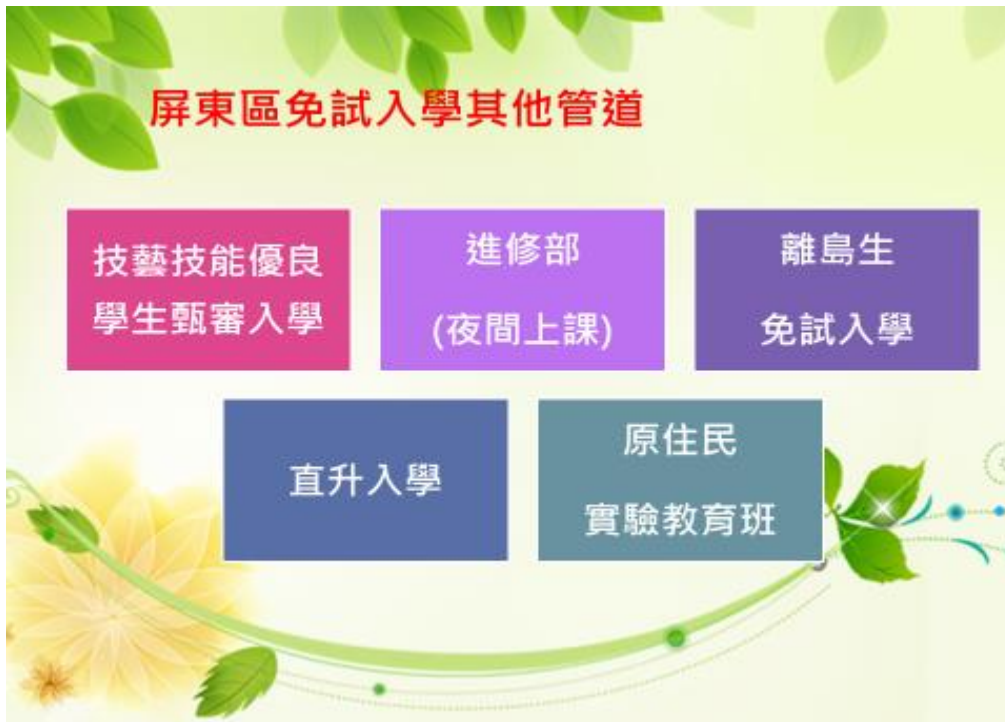 屏東區免試入學其他管道
技藝技能優良
學生甄審入學
進修部
(夜間上課)
離島生
免試入學
直升入學
原住民
實驗教育班